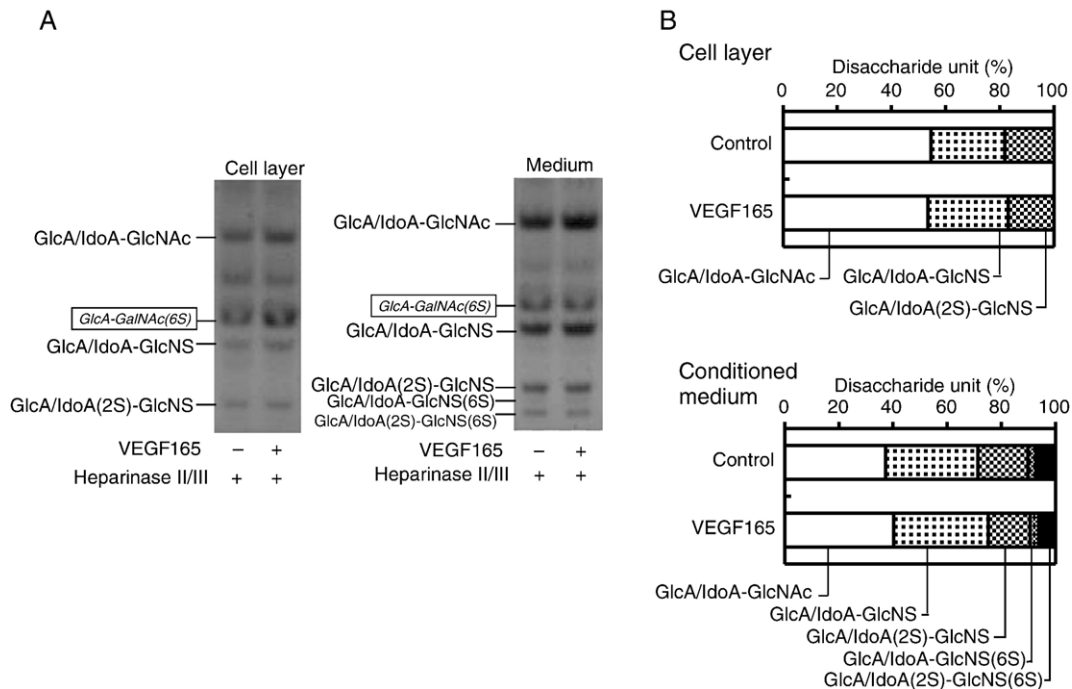 A
Cell layer
GlcA/IdoA-GlcNAc
GlcA-GalNAc(6S)
GlcA/IdoA-GlcNS
GlcA/IdoA(2S)-GlcNS
VEGF165 − +
Heparinase II/III + +
Medium
GlcA/IdoA-GlcNAc
GlcA-GalNAc(6S)
GlcA/IdoA-GlcNS
GlcA/IdoA(2S)-GlcNS
GlcA/IdoA-GlcNS(6S)
GlcA/IdoA(2S)-GlcNS(6S)
VEGF165 − +
Heparinase II/III + +
B
Cell layer
Disaccharide unit (%)
0 20 40 60 80 100
Control
VEGF165
GlcA/IdoA-GlcNAc
GlcA/IdoA-GlcNS
GlcA/IdoA(2S)-GlcNS
Conditioned
medium
Disaccharide unit (%)
0 20 40 60 80 100
Control
VEGF165
GlcA/IdoA-GlcNAc
GlcA/IdoA-GlcNS
GlcA/IdoA(2S)-GlcNS
GlcA/IdoA-GlcNS(6S)
GlcA/IdoA(2S)-GlcNS(6S)